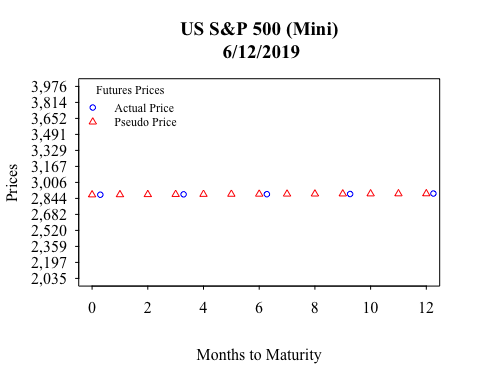 US S&P 500 (Mini)
6/12/2019
Futures Prices
Actual Price
Pseudo Price
Prices
3,976
3,814
3,652
3,491
3,329
3,167
3,006
2,844
2,682
2,520
2,359
2,197
2,035
0 2 4 6 8 10 12
Months to Maturity